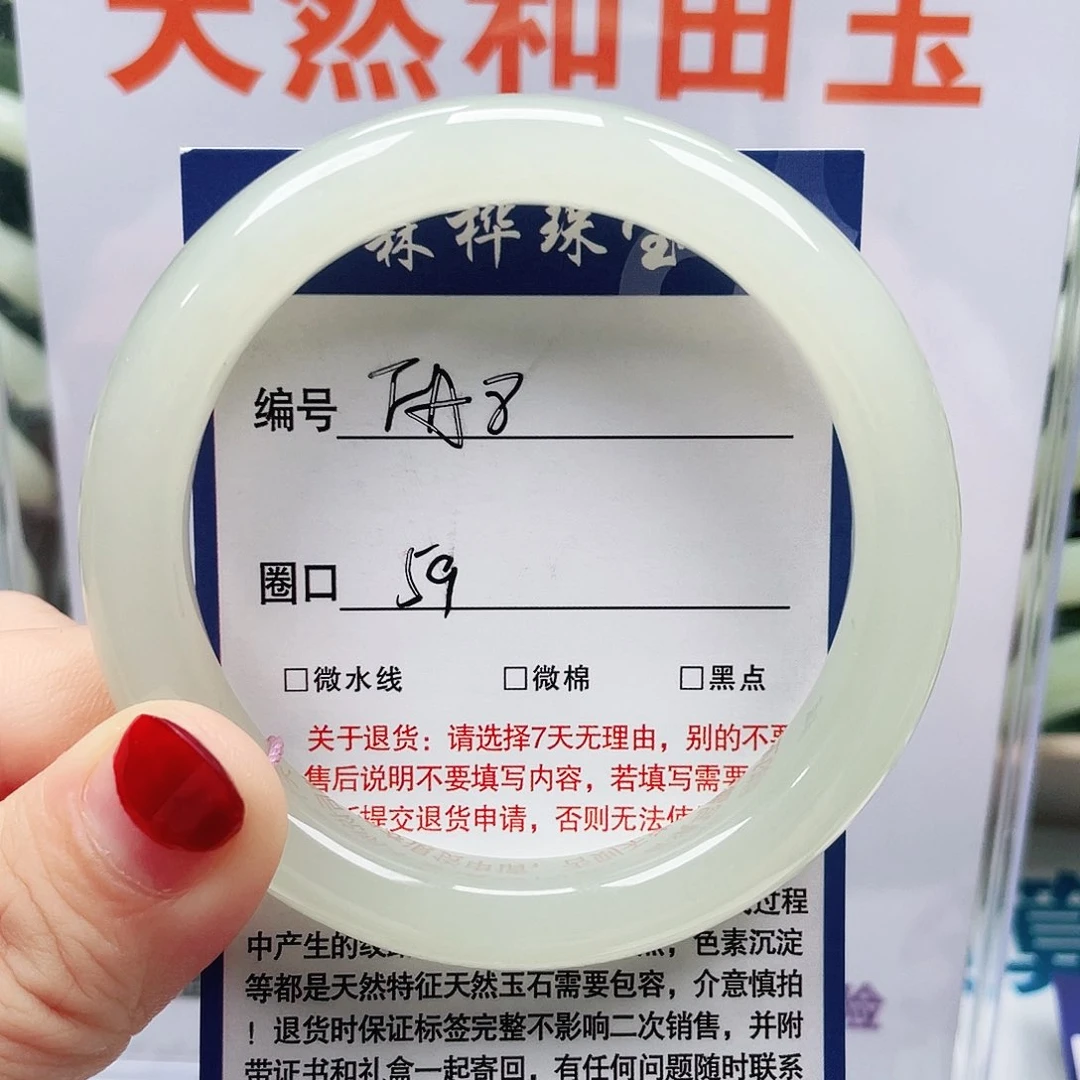 天然和田玉
森桦珠宝
编号 FA8
圈口 59
□微水线 □微棉 □黑点
关于退货：请选择7天无理由，别的不要
售后说明不要填写内容，若填写需要
提交退货申请，否则无法使
过程
中产生的纹 色素沉淀
等都是天然特征天然玉石需要包容，介意慎拍
！退货时保证标签完整不影响二次销售，并附
带证书和礼盒一起寄回，有任何问题随时联系